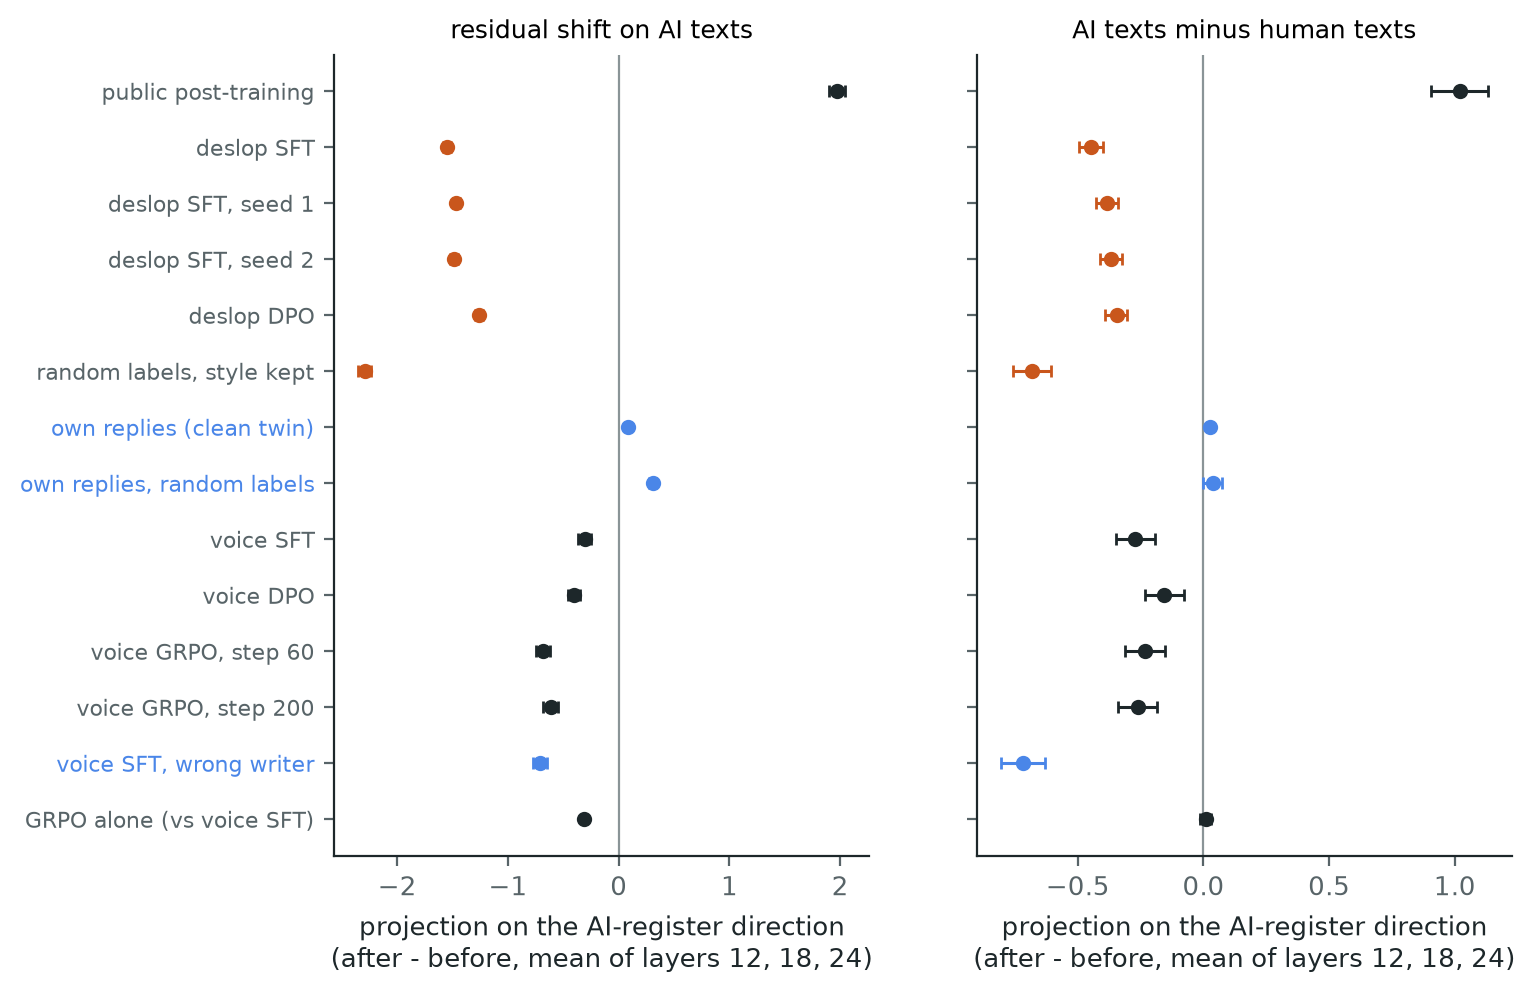 residual shift on AI texts
AI texts minus human texts
public post-training
deslop SFT
deslop SFT, seed 1
deslop SFT, seed 2
deslop DPO
random labels, style kept
own replies (clean twin)
own replies, random labels
voice SFT
voice DPO
voice GRPO, step 60
voice GRPO, step 200
voice SFT, wrong writer
GRPO alone (vs voice SFT)
−2 −1 0 1 2
−0.5 0.0 0.5 1.0
projection on the AI-register direction
(after - before, mean of layers 12, 18, 24)
projection on the AI-register direction
(after - before, mean of layers 12, 18, 24)